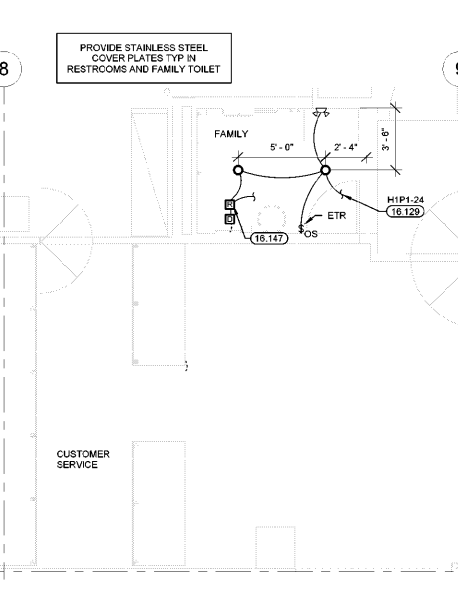 PROVIDE STAINLESS STEEL
COVER PLATES TYP IN
RESTROOMS AND FAMILY TOILET
8
9
FAMILY
5' - 0"
2' - 4"
3' - 6"
H1P1-24
16.129
R
D
ETR
$OS
16.147
CUSTOMER
SERVICE